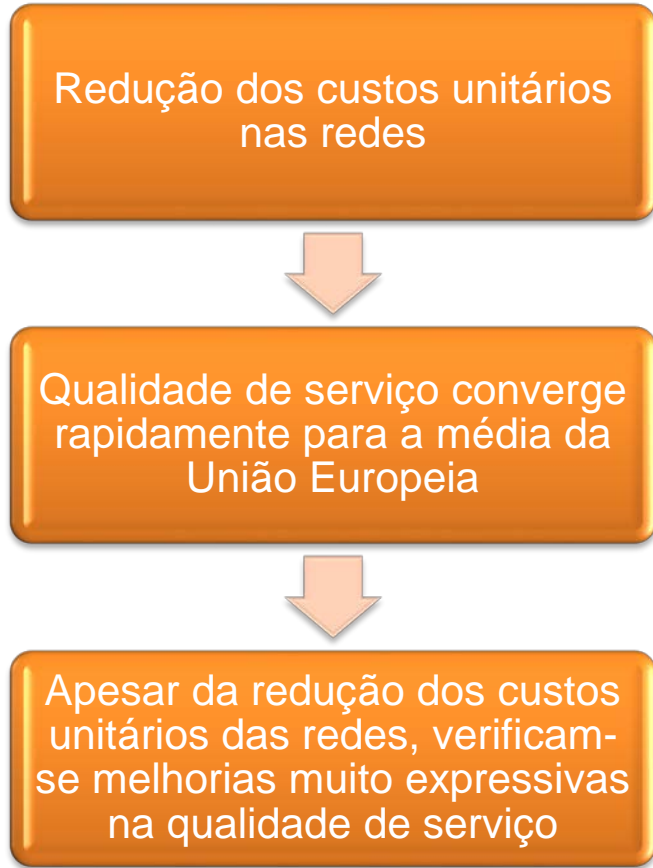 Redução dos custos unitários
nas redes
Qualidade de serviço converge
rapidamente para a média da
União Europeia
Apesar da redução dos custos
unitários das redes, verificam-
se melhorias muito expressivas
na qualidade de serviço